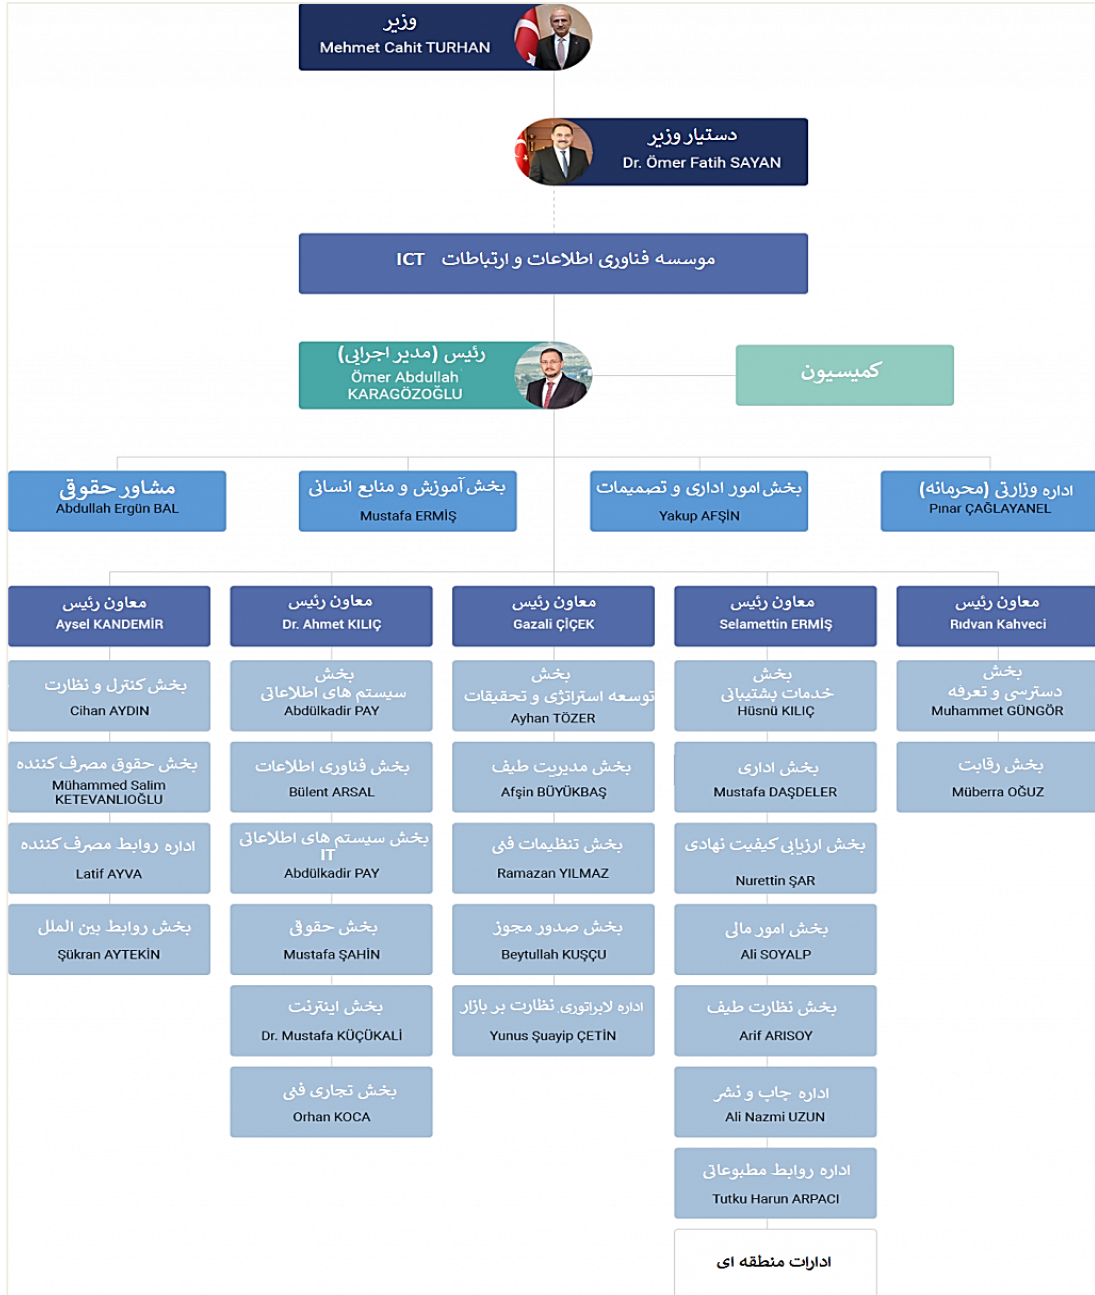 وزیر
Mehmet Cahit TURHAN
دستیار وزیر
Dr. Ömer Fatih SAYAN
موسسه فناوری اطلاعات و ارتباطات ICT
رئیس (مدیر اجرایی)
Ömer Abdullah
KARAGÖZOĞLU
کمیسیون
مشاور حقوقی
Abdullah Ergün BAL
بخش آموزش و منابع انسانی
Mustafa ERMİŞ
بخش امور اداری و تصمیمات
Yakup AFŞİN
اداره وزارتی (محرمانه)
Pınar ÇAĞLAYANEL
معاون رئیس
Aysel KANDEMİR
معاون رئیس
Dr. Ahmet KILIÇ
معاون رئیس
Gazali ÇİÇEK
معاون رئیس
Selamettin ERMİŞ
معاون رئیس
Rıdvan Kahveci
بخش کنترل و نظارت
Cihan AYDIN
بخش حقوق مصرف کننده
Mühammed Salim
KETEVANLIOĞLU
اداره روابط مصرف کننده
Latif AYVA
بخش روابط بین الملل
Şükran AYTEKİN
بخش
سیستم های اطلاعاتی
Abdülkadir PAY
بخش فناوری اطلاعات
Bülent ARSAL
بخش سیستم های اطلاعاتی
IT
Abdülkadir PAY
بخش حقوقی
Mustafa ŞAHİN
بخش اینترنت
Dr. Mustafa KÜÇÜKALİ
بخش تجاری فنی
Orhan KOCA
بخش
توسعه استراتژی و تحقیقات
Ayhan TÖZER
بخش مدیریت طیف
Afşin BÜYÜKBAŞ
بخش تنظیمات فنی
Ramazan YILMAZ
بخش صدور مجوز
Beytullah KUŞÇU
اداره لابراتوری نظارت بر بازار
Yunus Şuayip ÇETİN
بخش
خدمات پشتیبانی
Hüsnü KILIÇ
بخش اداری
Mustafa DAŞDELER
بخش ارزیابی کیفیت نهادی
Nurettin ŞAR
بخش امور مالی
Ali SOYALP
بخش نظارت طیف
Arif ARISOY
اداره چاپ و نشر
Ali Nazmi UZUN
اداره روابط مطبوعاتی
Tutku Harun ARPACI
ادارات منطقه ای
بخش
دسترسی و تعرفه
Muhammet GÜNGÖR
بخش رقابت
Müberra OĞUZ